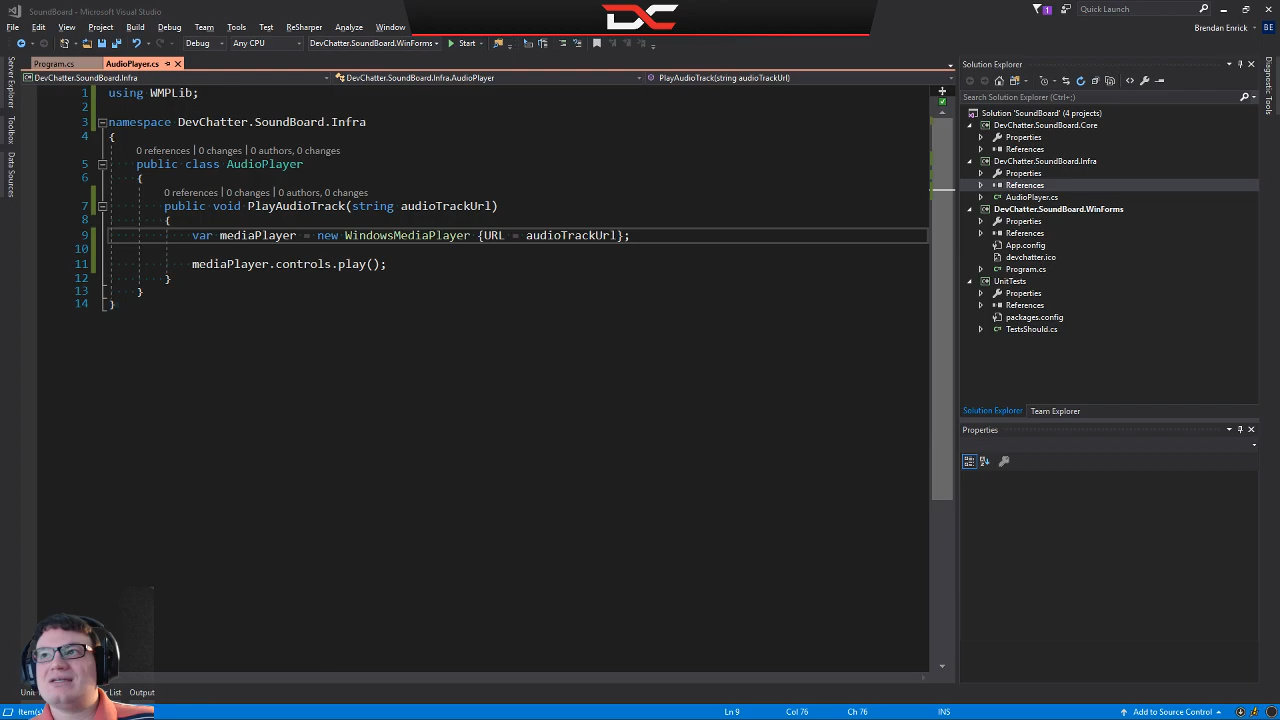 SoundBoard - Microsoft Visual Studio
DC
1
Quick Launch
File Edit View Project Build Debug Team Tools Test ReSharper Analyze Window
Brendan Enrick BE
Debug Any CPU DevChatter.SoundBoard.WinForms Start
Program.cs AudioPlayer.cs
DevChatter.SoundBoard.Infra DevChatter.SoundBoard.Infra.AudioPlayer PlayAudioTrack(string audioTrackUrl)
Server Explorer
Toolbox
Data Sources
1 using WMPLib;
2
3 namespace DevChatter.SoundBoard.Infra
4 {
0 references | 0 changes | 0 authors, 0 changes
5 public class AudioPlayer
6 {
0 references | 0 changes | 0 authors, 0 changes
7 public void PlayAudioTrack(string audioTrackUrl)
8 {
9 var mediaPlayer = new WindowsMediaPlayer {URL = audioTrackUrl};
10
11 mediaPlayer.controls.play();
12 }
13 }
14 }
Solution Explorer
Search Solution Explorer (Ctrl+;)
Solution 'SoundBoard' (4 projects)
DevChatter.SoundBoard.Core
Properties
References
DevChatter.SoundBoard.Infra
Properties
References
AudioPlayer.cs
DevChatter.SoundBoard.WinForms
Properties
References
App.config
devchatter.ico
Program.cs
UnitTests
Properties
References
packages.config
TestsShould.cs
Solution Explorer Team Explorer
Properties
Diagnostic Tools
List Output
Item(s) Ln 9 Col 76 Ch 76 INS Add to Source Control